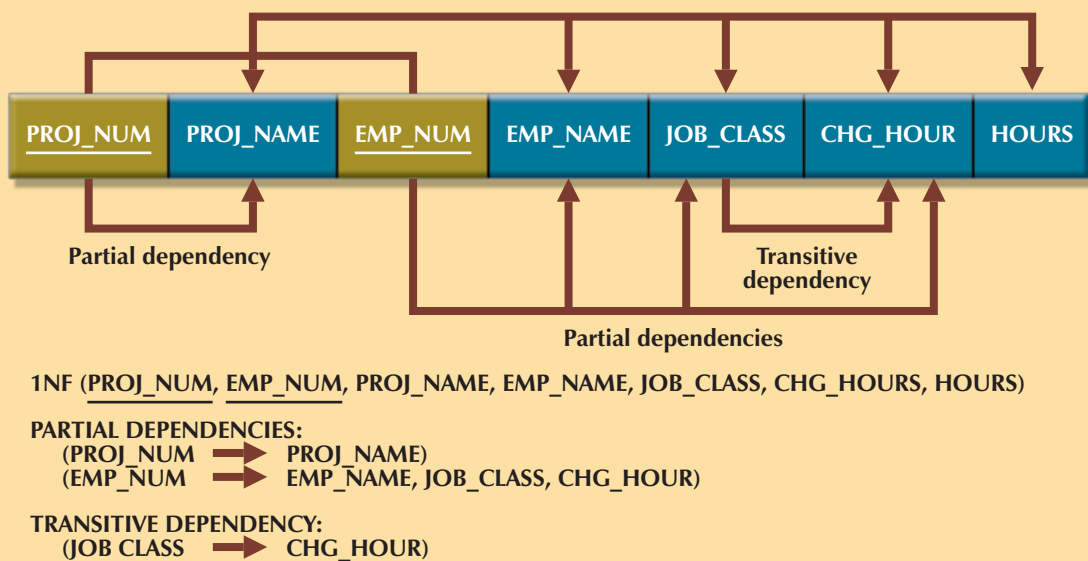 PROJ_NUM PROJ_NAME EMP_NUM EMP_NAME JOB_CLASS CHG_HOUR HOURS
Partial dependency
Transitive
dependency
Partial dependencies
1NF (PROJ_NUM, EMP_NUM, PROJ_NAME, EMP_NAME, JOB_CLASS, CHG_HOURS, HOURS)
PARTIAL DEPENDENCIES:
(PROJ_NUM PROJ_NAME)
(EMP_NUM EMP_NAME, JOB_CLASS, CHG_HOUR)
TRANSITIVE DEPENDENCY:
(JOB CLASS CHG_HOUR)